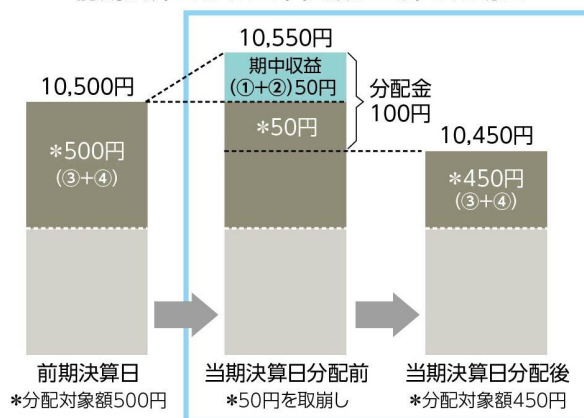 10,550円
期中収益
(①+②)50円
分配金
100円
10,500円
*50円
10,450円
*500円
(③+④)
*450円
(③+④)
前期決算日
当期決算日分配前
当期決算日分配後
*分配対象額500円
*50円を取崩し
*分配対象額450円